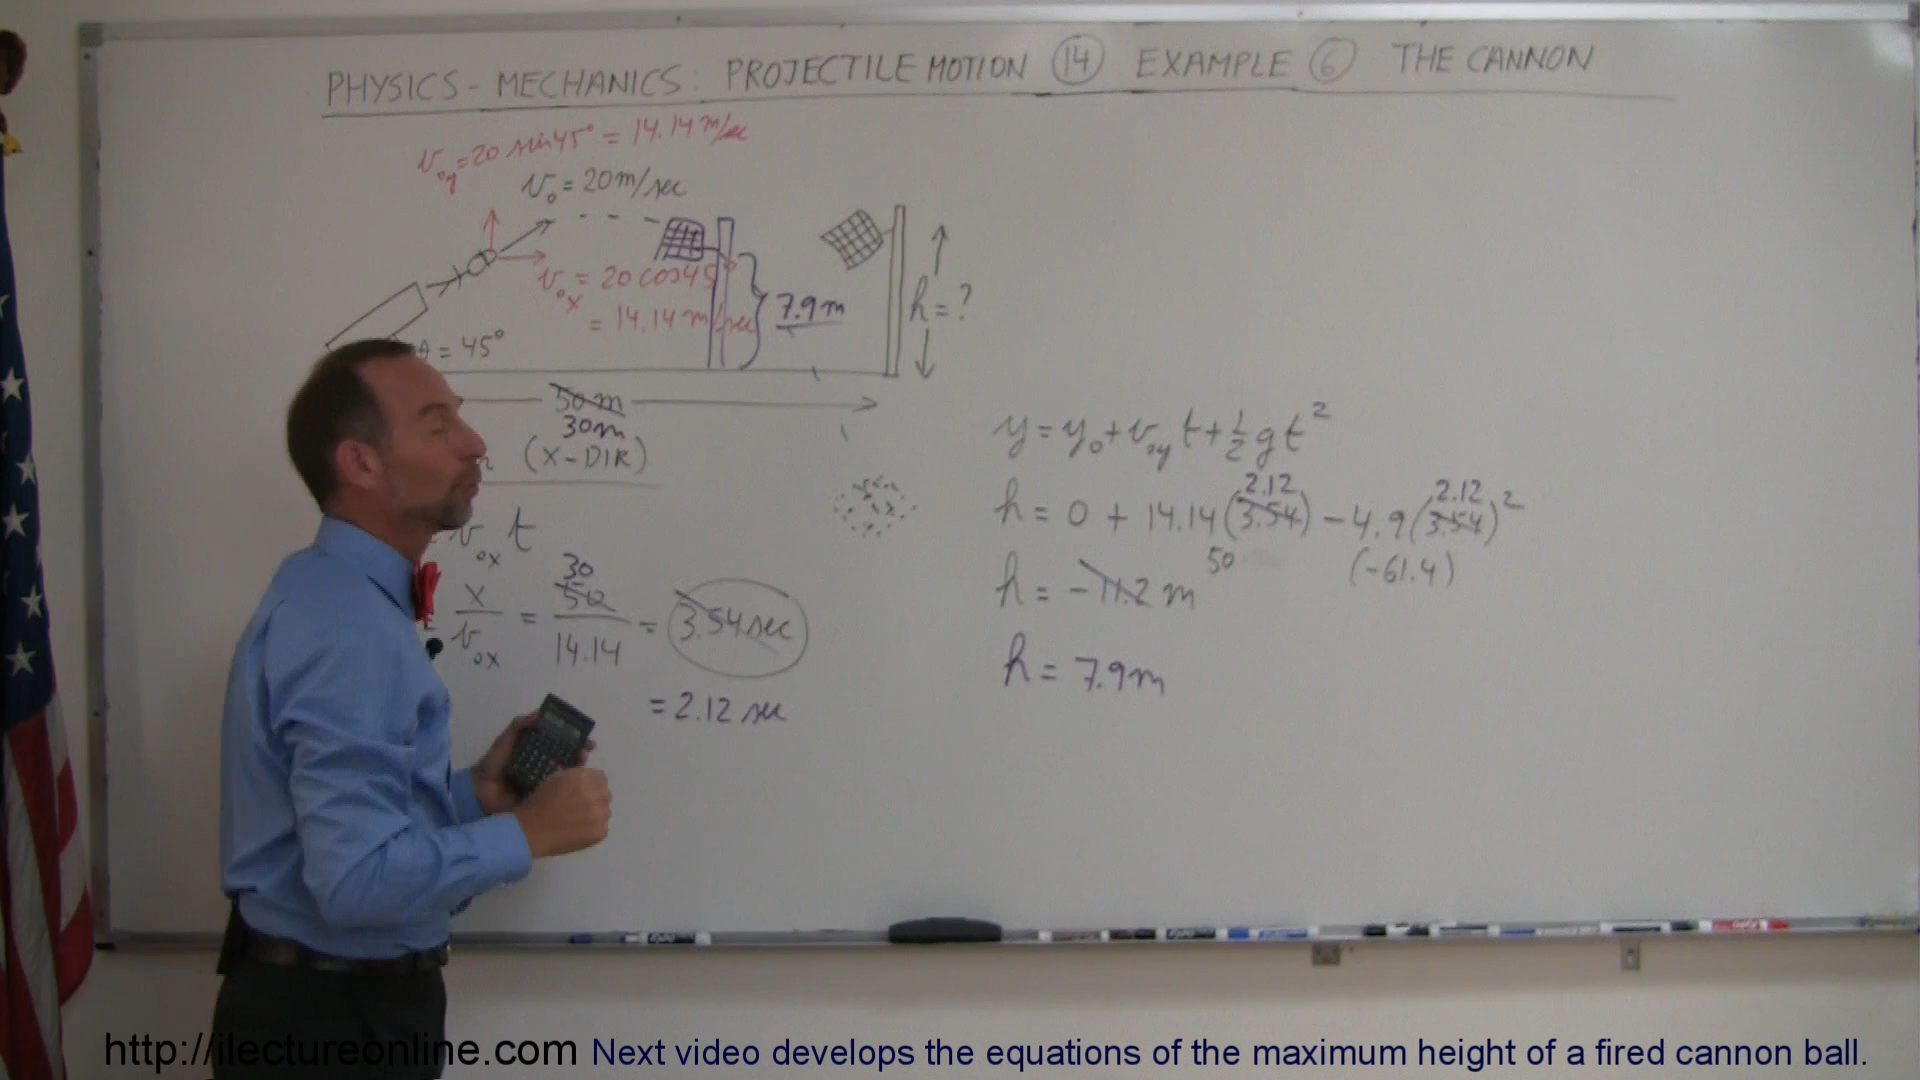 PHYSICS - MECHANICS: PROJECTILE MOTION 14 EXAMPLE 6 THE CANNON
v₀y = 20 sin45° = 14.14 m/sec
v₀ = 20 m/sec
v₀x = 20 cos45°
= 14.14 m/sec
7.9 m
h = ?
θ = 45°
50 m
30 m
(X-DIR)
v₀x t
x / v₀x = 30 50 / 14.14 = 3.54 sec
= 2.12 sec
y = y₀ + v₀y t + 1/2 g t²
h = 0 + 14.14 (3.54) 2.12 - 4.9 (3.54)² 2.12
50 (-61.4)
h = -11.2 m
h = 7.9 m
http://ilectureonline.com Next video develops the equations of the maximum height of a fired cannon ball.